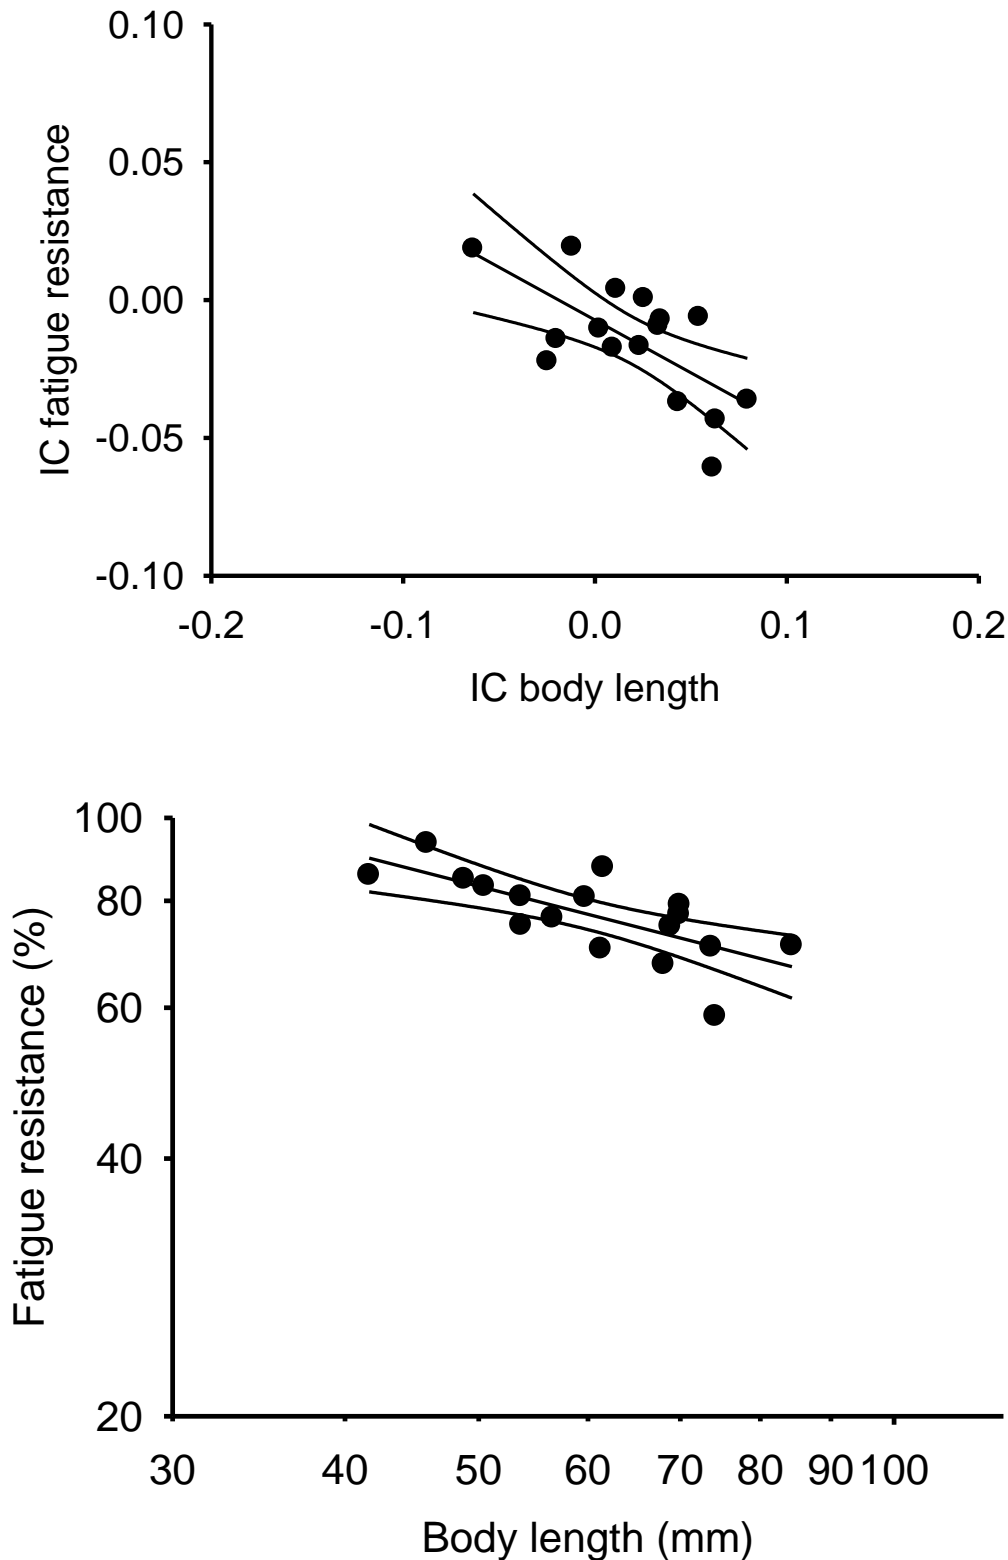 0.10
0.05
0.00
-0.05
-0.10
IC fatigue resistance
-0.2 -0.1 0.0 0.1 0.2
IC body length
100
80
60
40
20
Fatigue resistance (%)
30 40 50 60 70 80 90 100
Body length (mm)